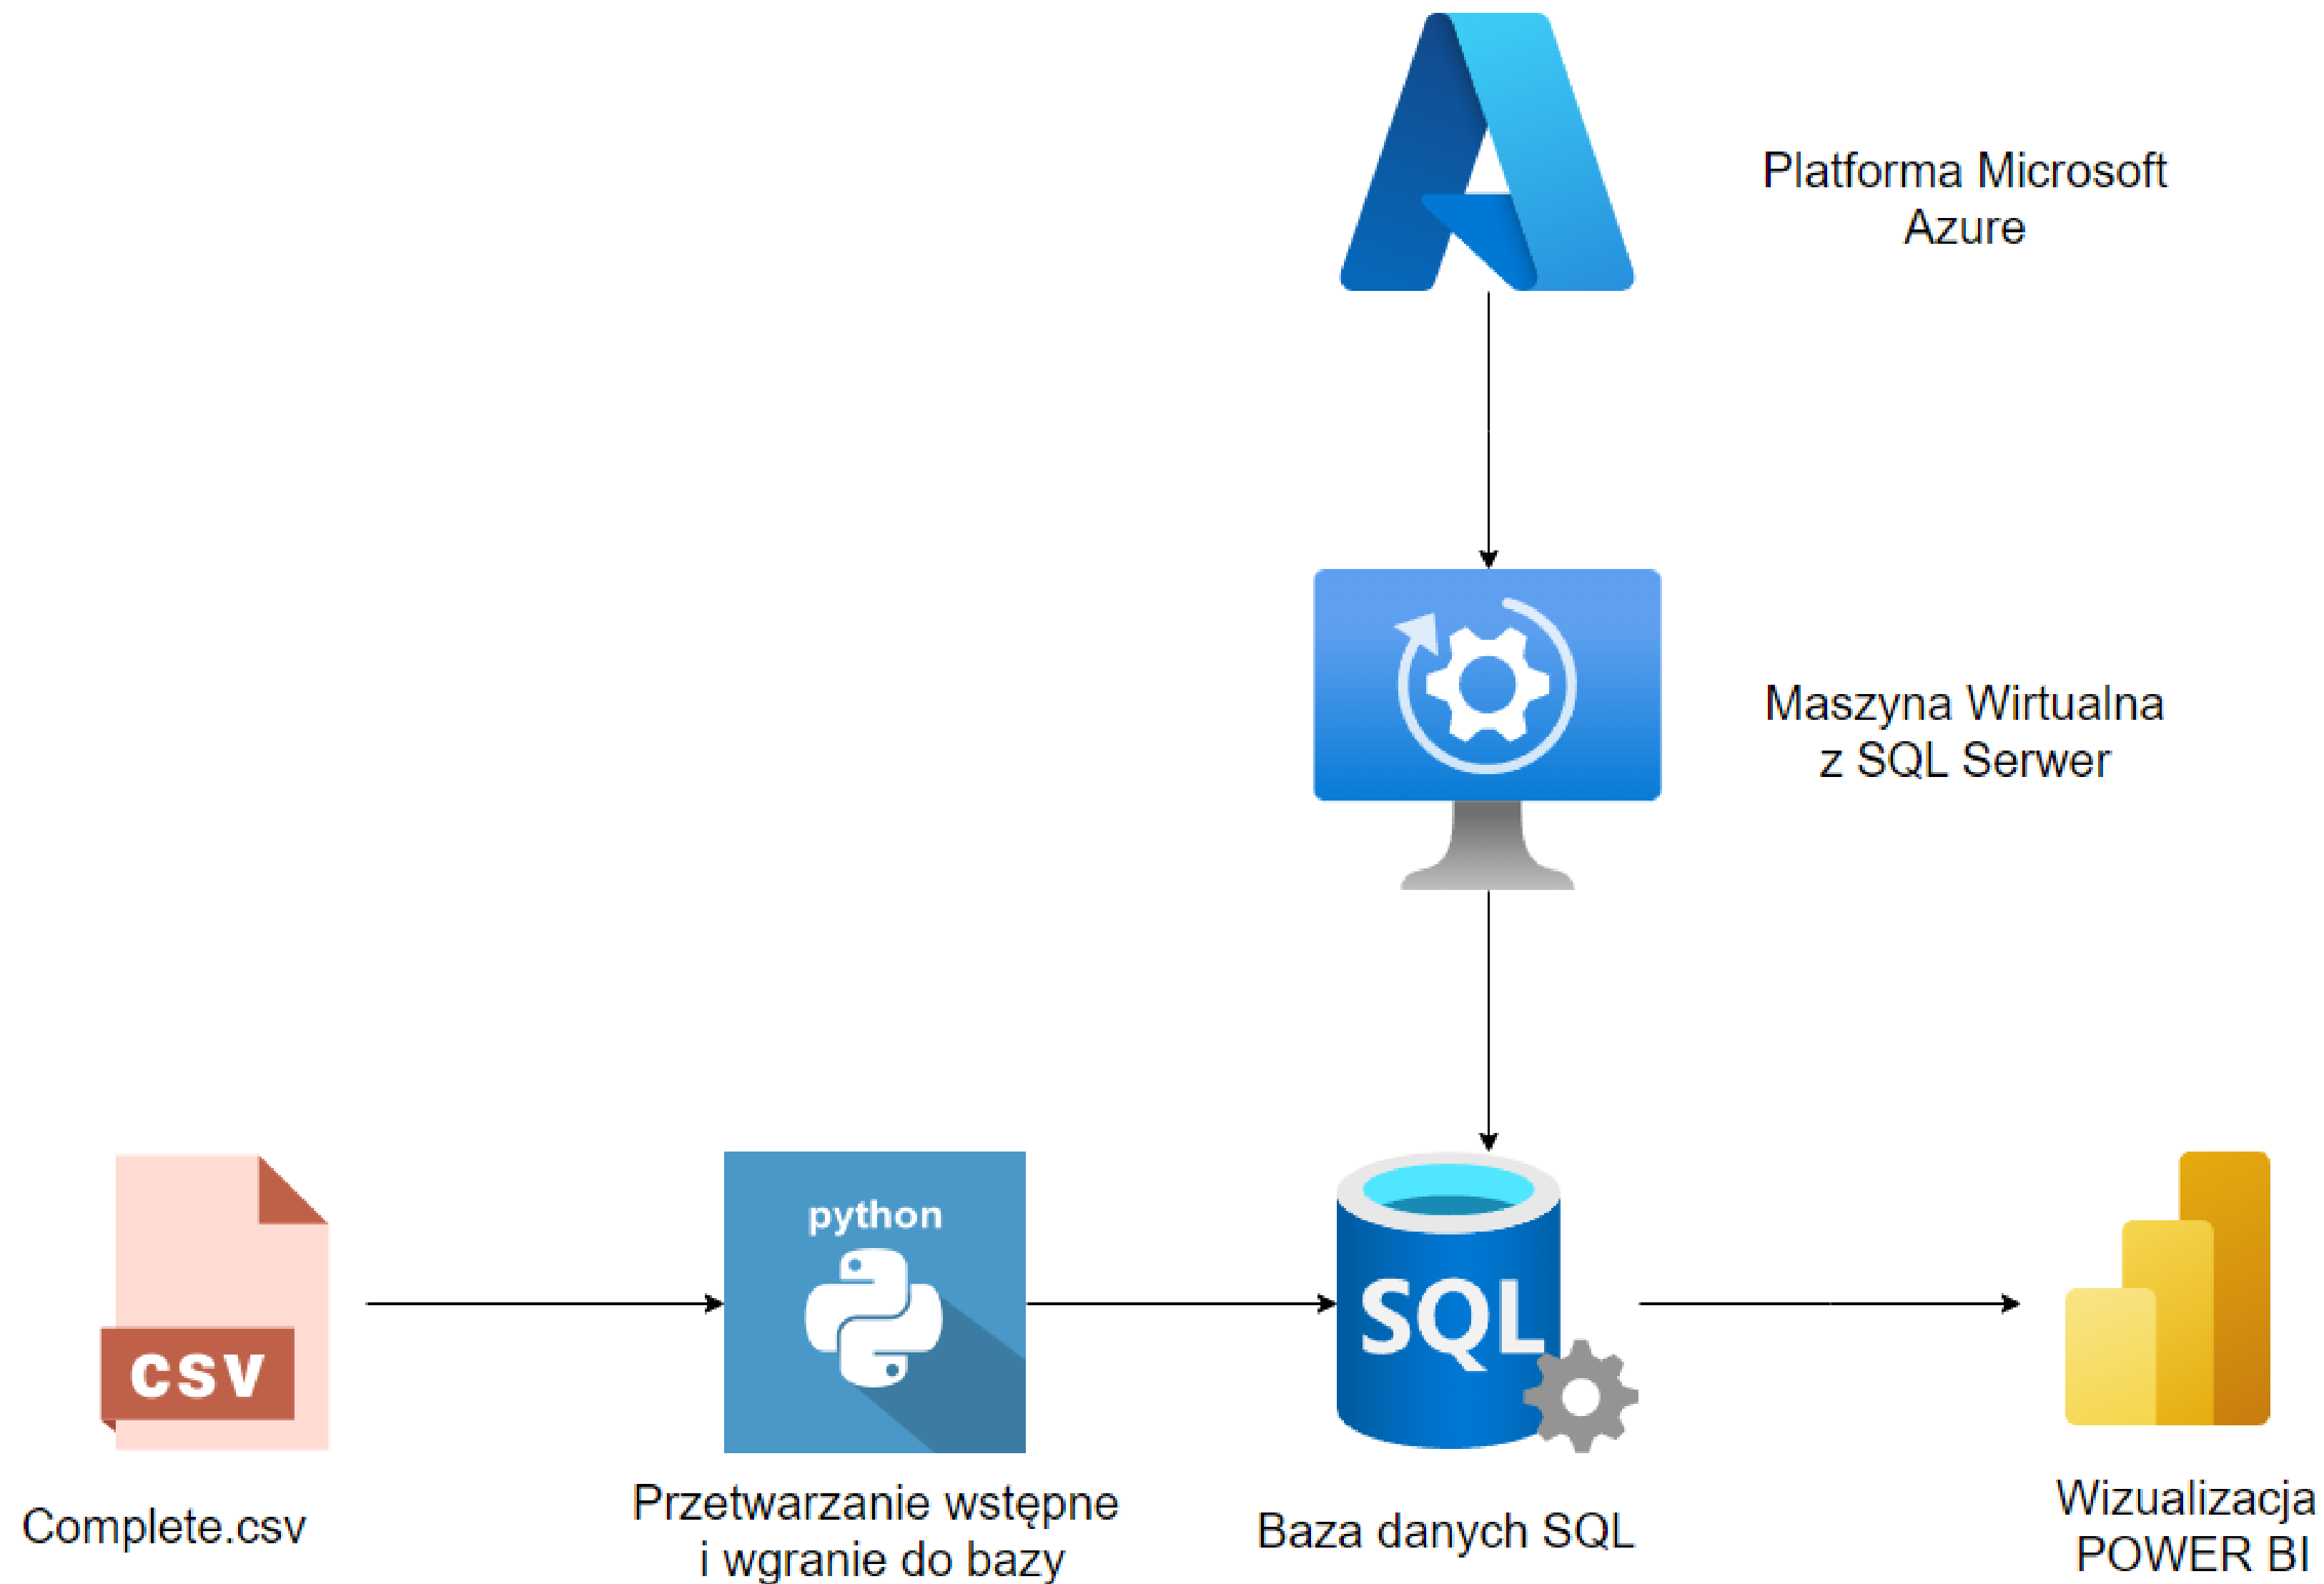 Platforma Microsoft
Azure
Maszyna Wirtualna
z SQL Serwer
python
SQL
csv
Complete.csv
Przetwarzanie wstępne
i wgranie do bazy
Baza danych SQL
Wizualizacja
POWER BI